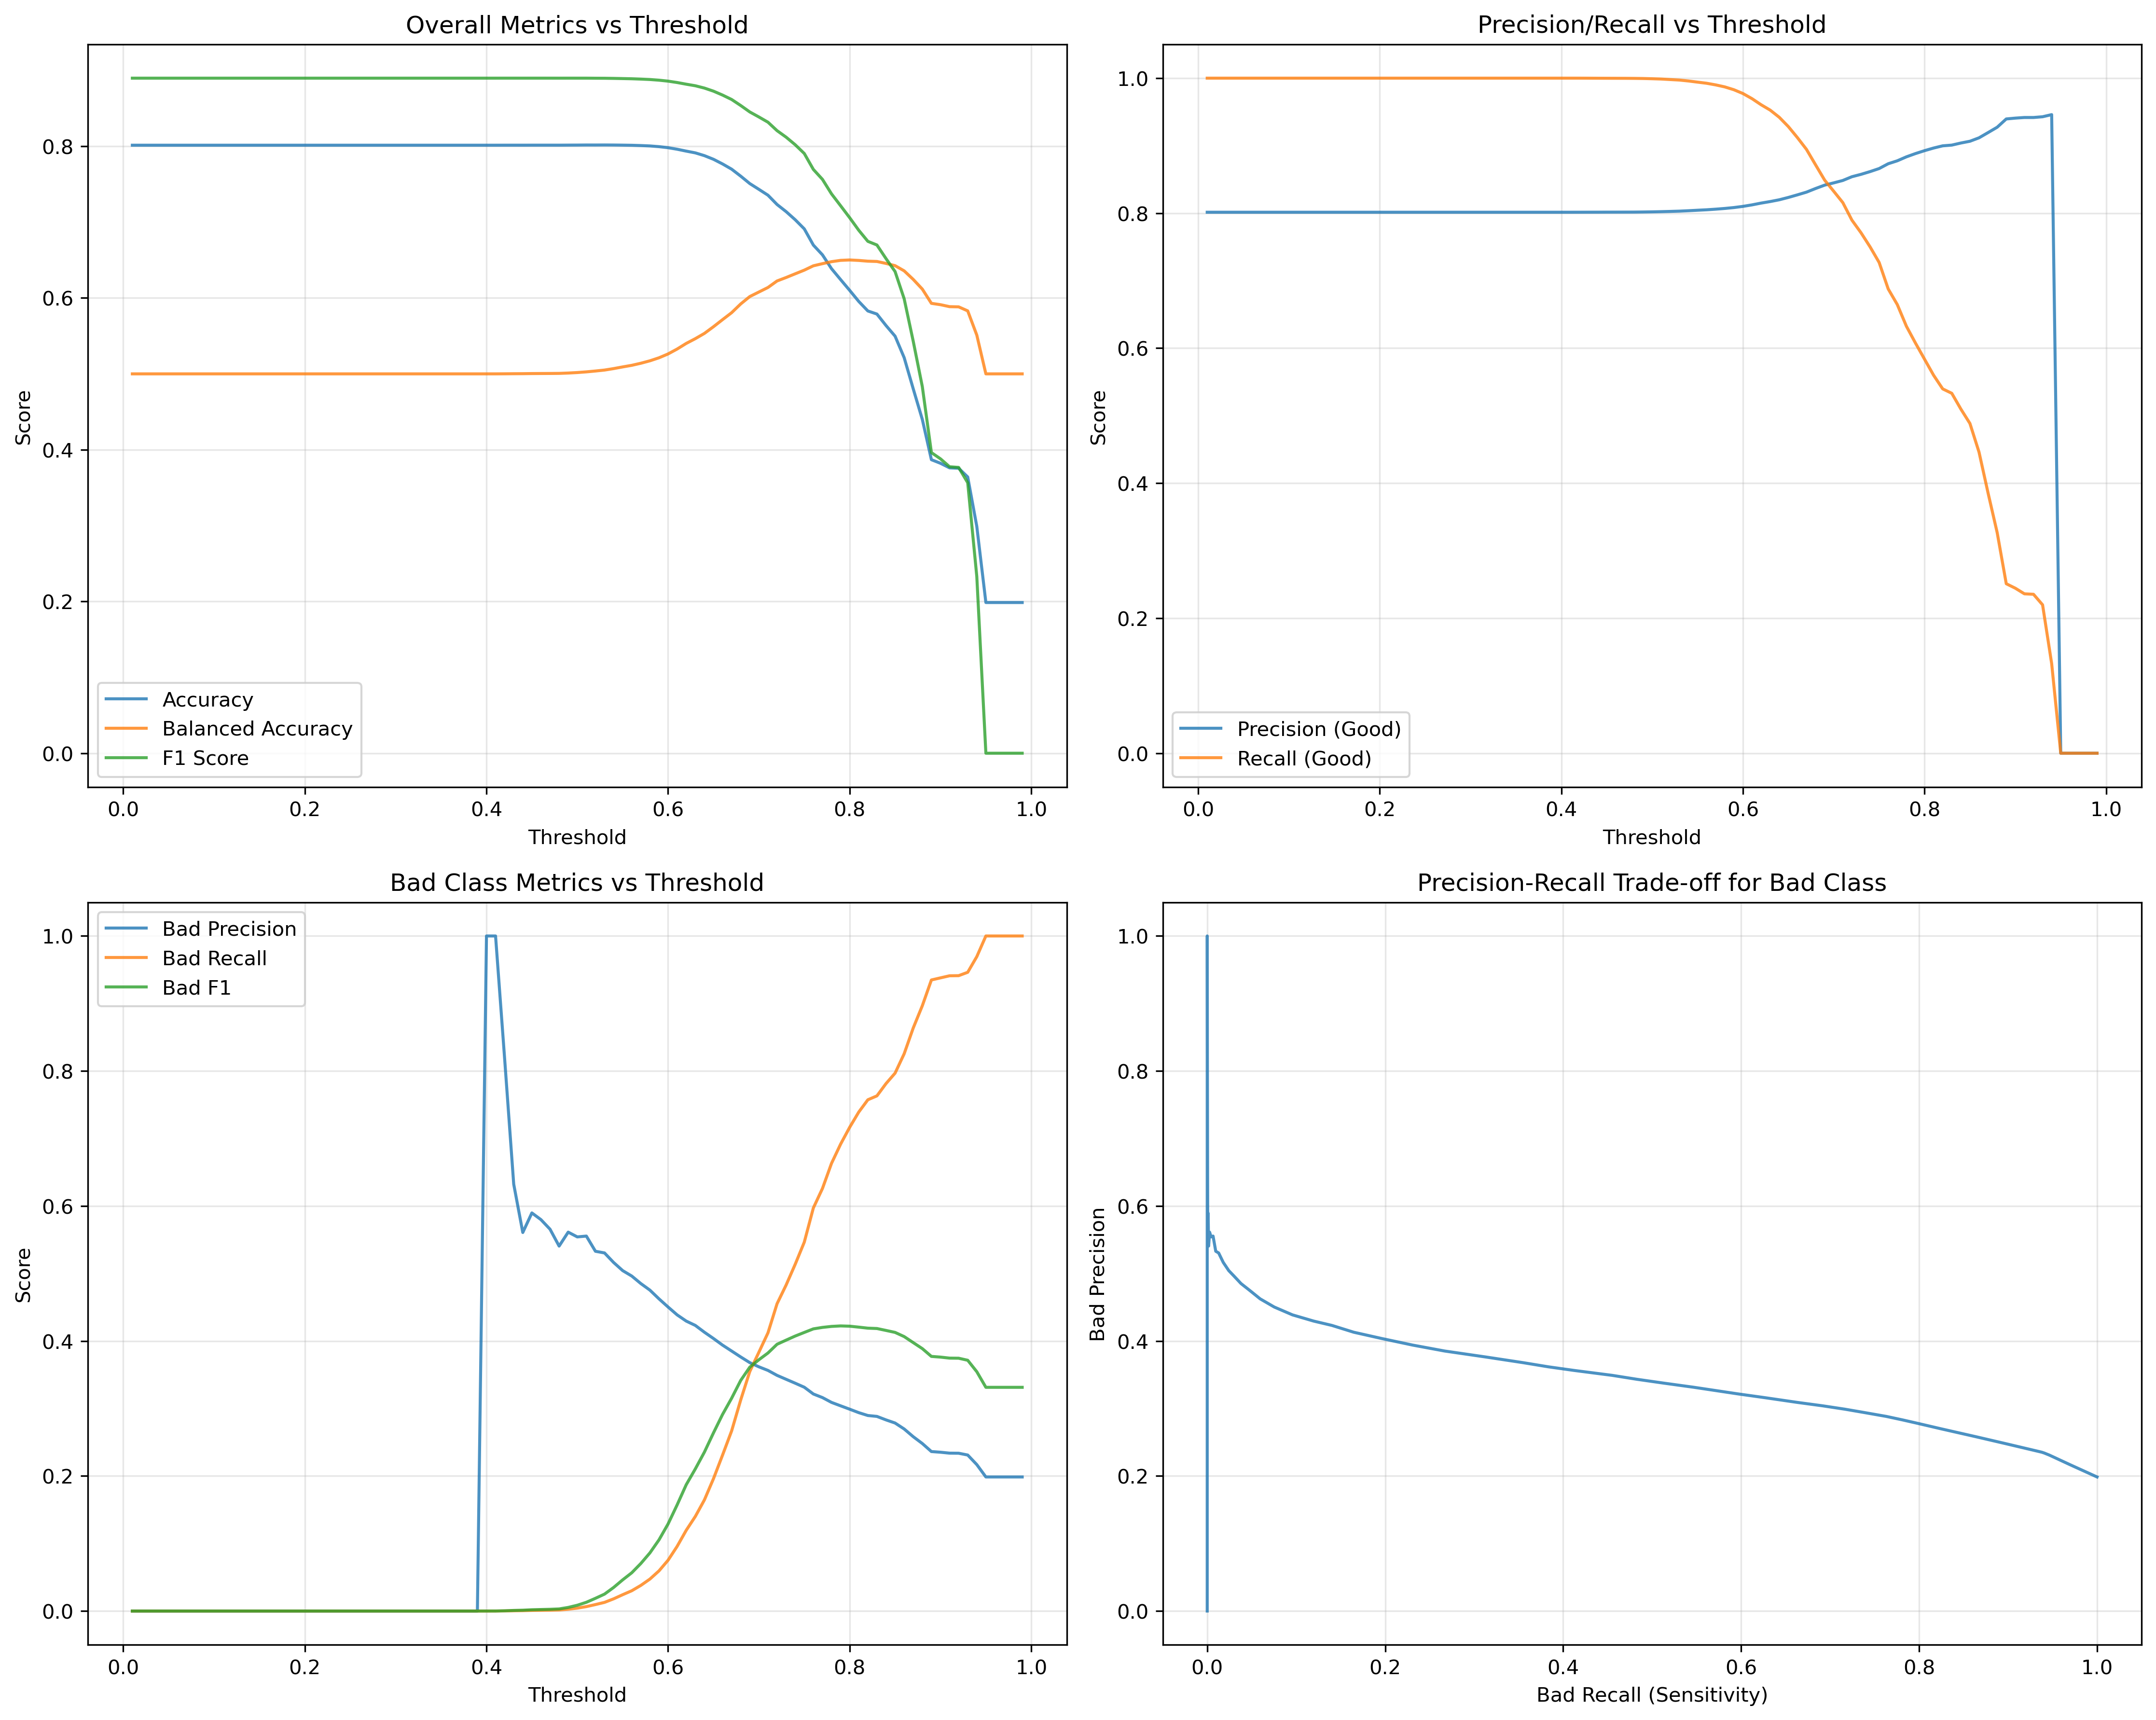 Overall Metrics vs Threshold
Score
0.8
0.6
0.4
0.2
0.0
Accuracy
Balanced Accuracy
F1 Score
0.0 0.2 0.4 0.6 0.8 1.0
Threshold
Precision/Recall vs Threshold
Score
1.0
0.8
0.6
0.4
0.2
0.0
Precision (Good)
Recall (Good)
0.0 0.2 0.4 0.6 0.8 1.0
Threshold
Bad Class Metrics vs Threshold
Score
1.0
0.8
0.6
0.4
0.2
0.0
Bad Precision
Bad Recall
Bad F1
0.0 0.2 0.4 0.6 0.8 1.0
Threshold
Precision-Recall Trade-off for Bad Class
Bad Precision
1.0
0.8
0.6
0.4
0.2
0.0
0.0 0.2 0.4 0.6 0.8 1.0
Bad Recall (Sensitivity)